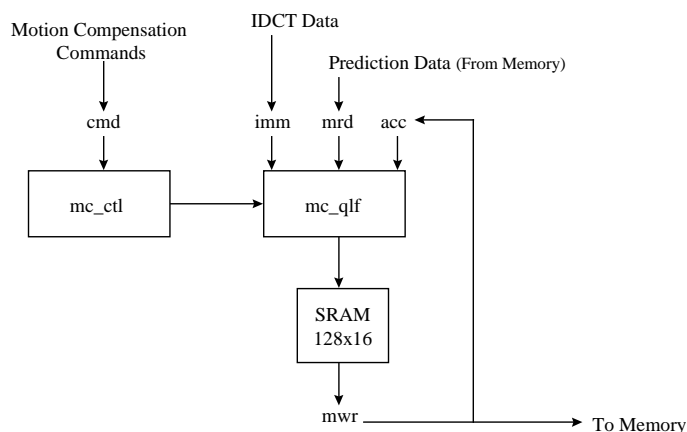 IDCT Data
Motion Compensation
Commands
Prediction Data (From Memory)
cmd
imm
mrd
acc
mc_ctl
mc_qlf
SRAM
128x16
mwr
To Memory